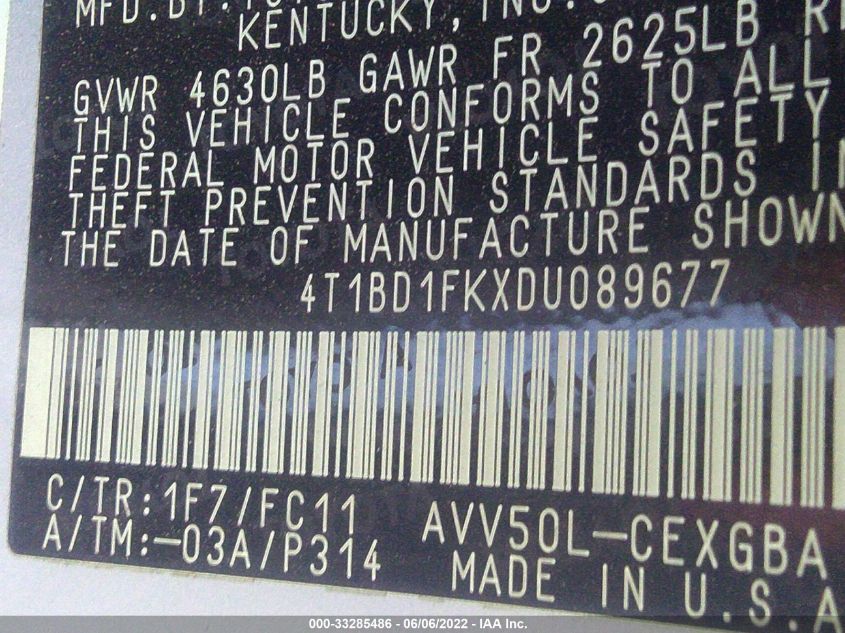 MFD.BY:
KENTUCKY, INC.
GVWR 4630LB GAWR FR 2625LB
THIS VEHICLE CONFORMS TO ALL
FEDERAL MOTOR VEHICLE SAFETY
THEFT PREVENTION STANDARDS
THE DATE OF MANUFACTURE SHOWN
4T1BD1FKXDU089677
C/TR:1F7/FC11
A/TM:-03A/P314
AVV50L-CEXGBA
MADE IN U.S.A
000-33285486 - 06/06/2022 - IAA Inc.